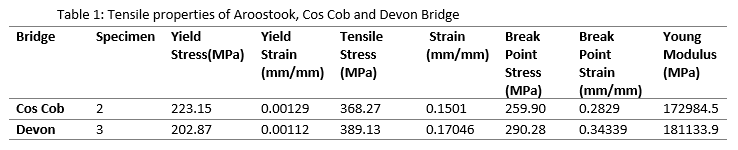 Table 1: Tensile properties of Aroostook, Cos Cob and Devon Bridge
Bridge Specimen Yield Stress(MPa) Yield Strain (mm/mm) Tensile Stress (MPa) Strain (mm/mm) Break Point Stress (MPa) Break Point Strain (mm/mm) Young Modulus (MPa)
Cos Cob 2 223.15 0.00129 368.27 0.1501 259.90 0.2829 172984.5
Devon 3 202.87 0.00112 389.13 0.17046 290.28 0.34339 181133.9